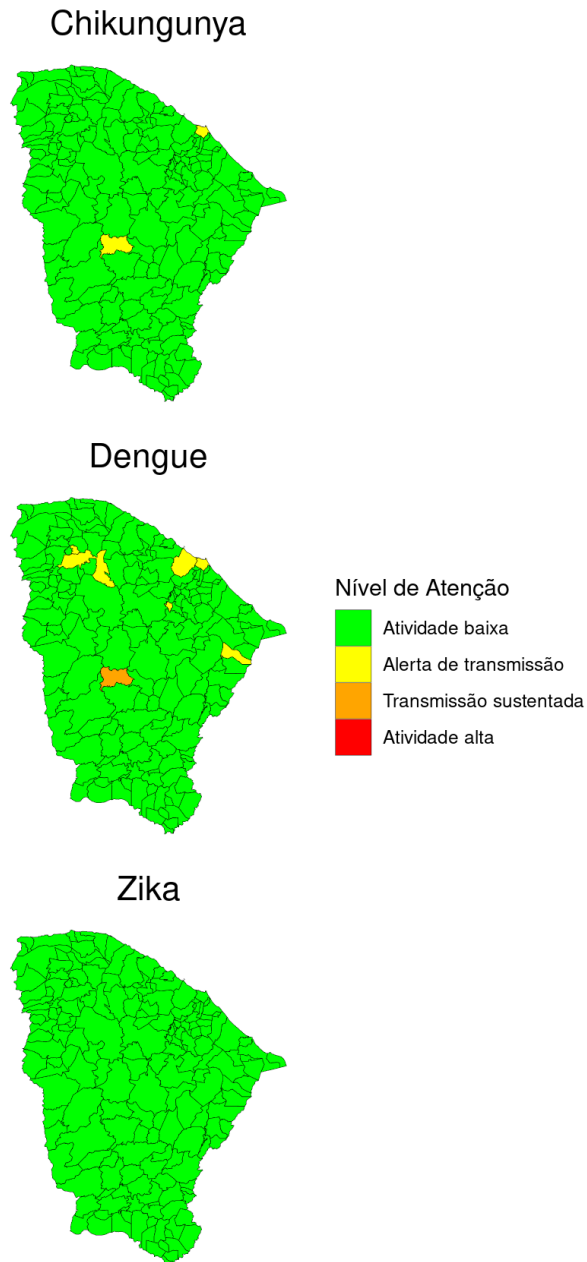 Chikungunya
Dengue
Nível de Atenção
Atividade baixa
Alerta de transmissão
Transmissão sustentada
Atividade alta
Zika